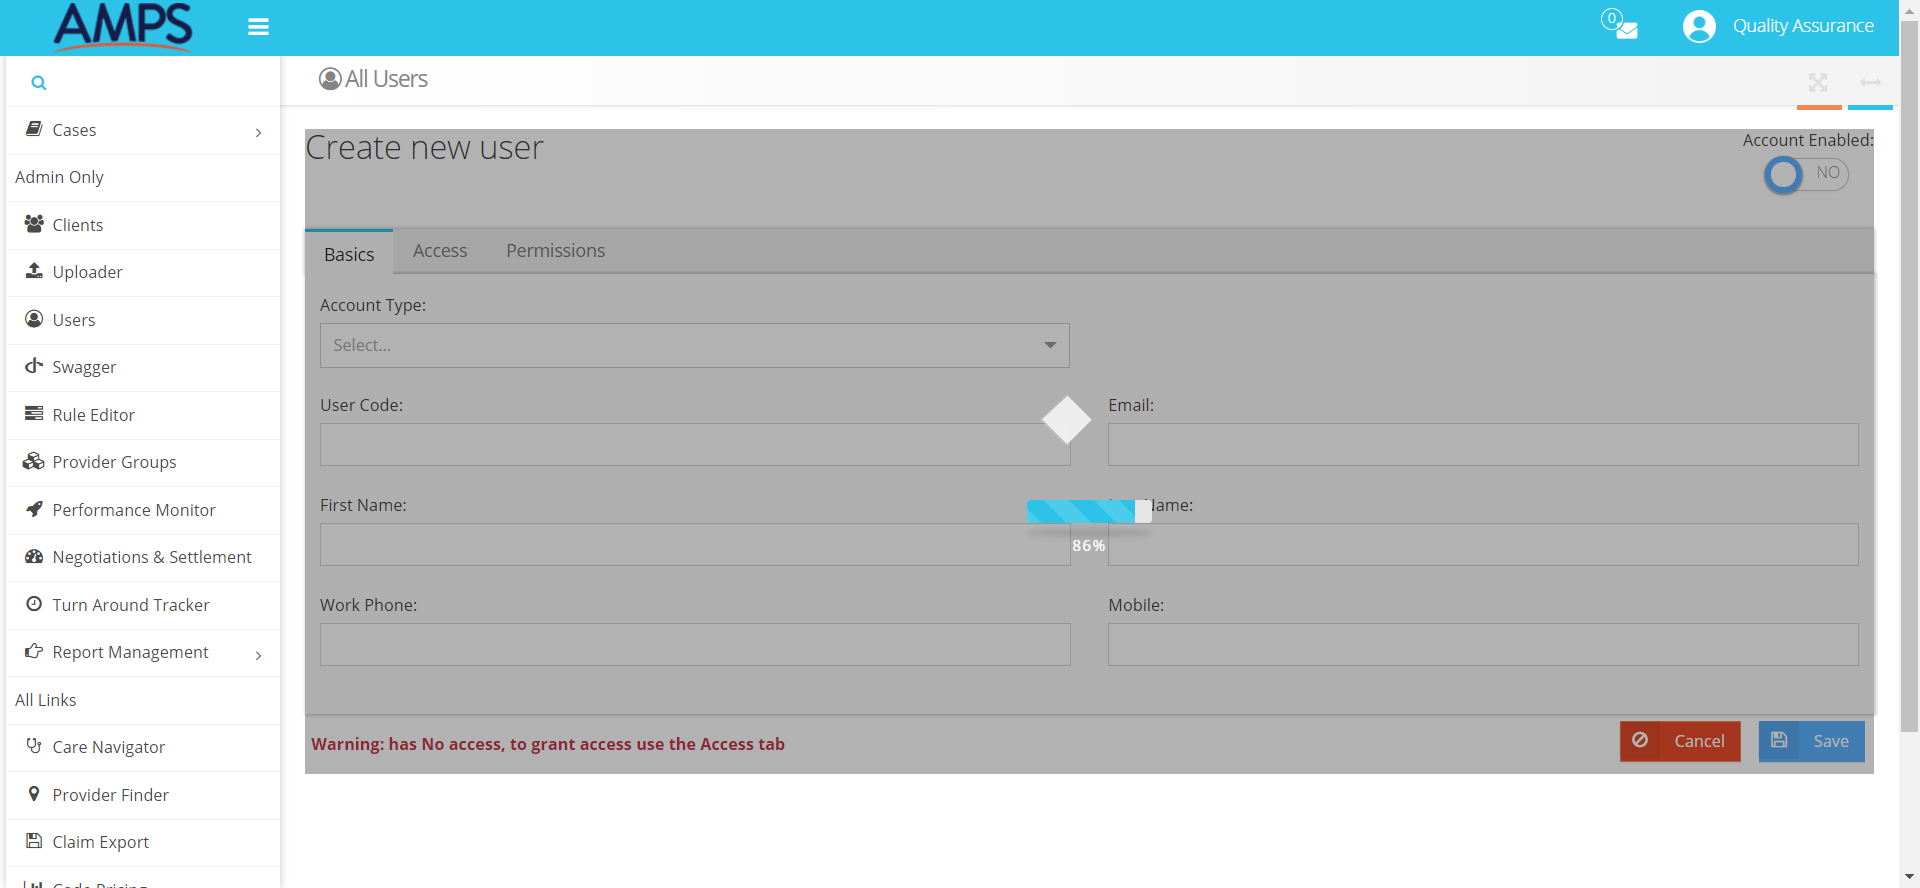 AMPS
0
Quality Assurance
All Users
Cases
Admin Only
Clients
Uploader
Users
Swagger
Rule Editor
Provider Groups
Performance Monitor
Negotiations & Settlement
Turn Around Tracker
Report Management
All Links
Care Navigator
Provider Finder
Claim Export
Create new user
Account Enabled:
NO
Basics
Access
Permissions
Account Type:
Select...
User Code:
Email:
First Name:
Name:
86%
Work Phone:
Mobile:
Warning: has No access, to grant access use the Access tab
Cancel
Save